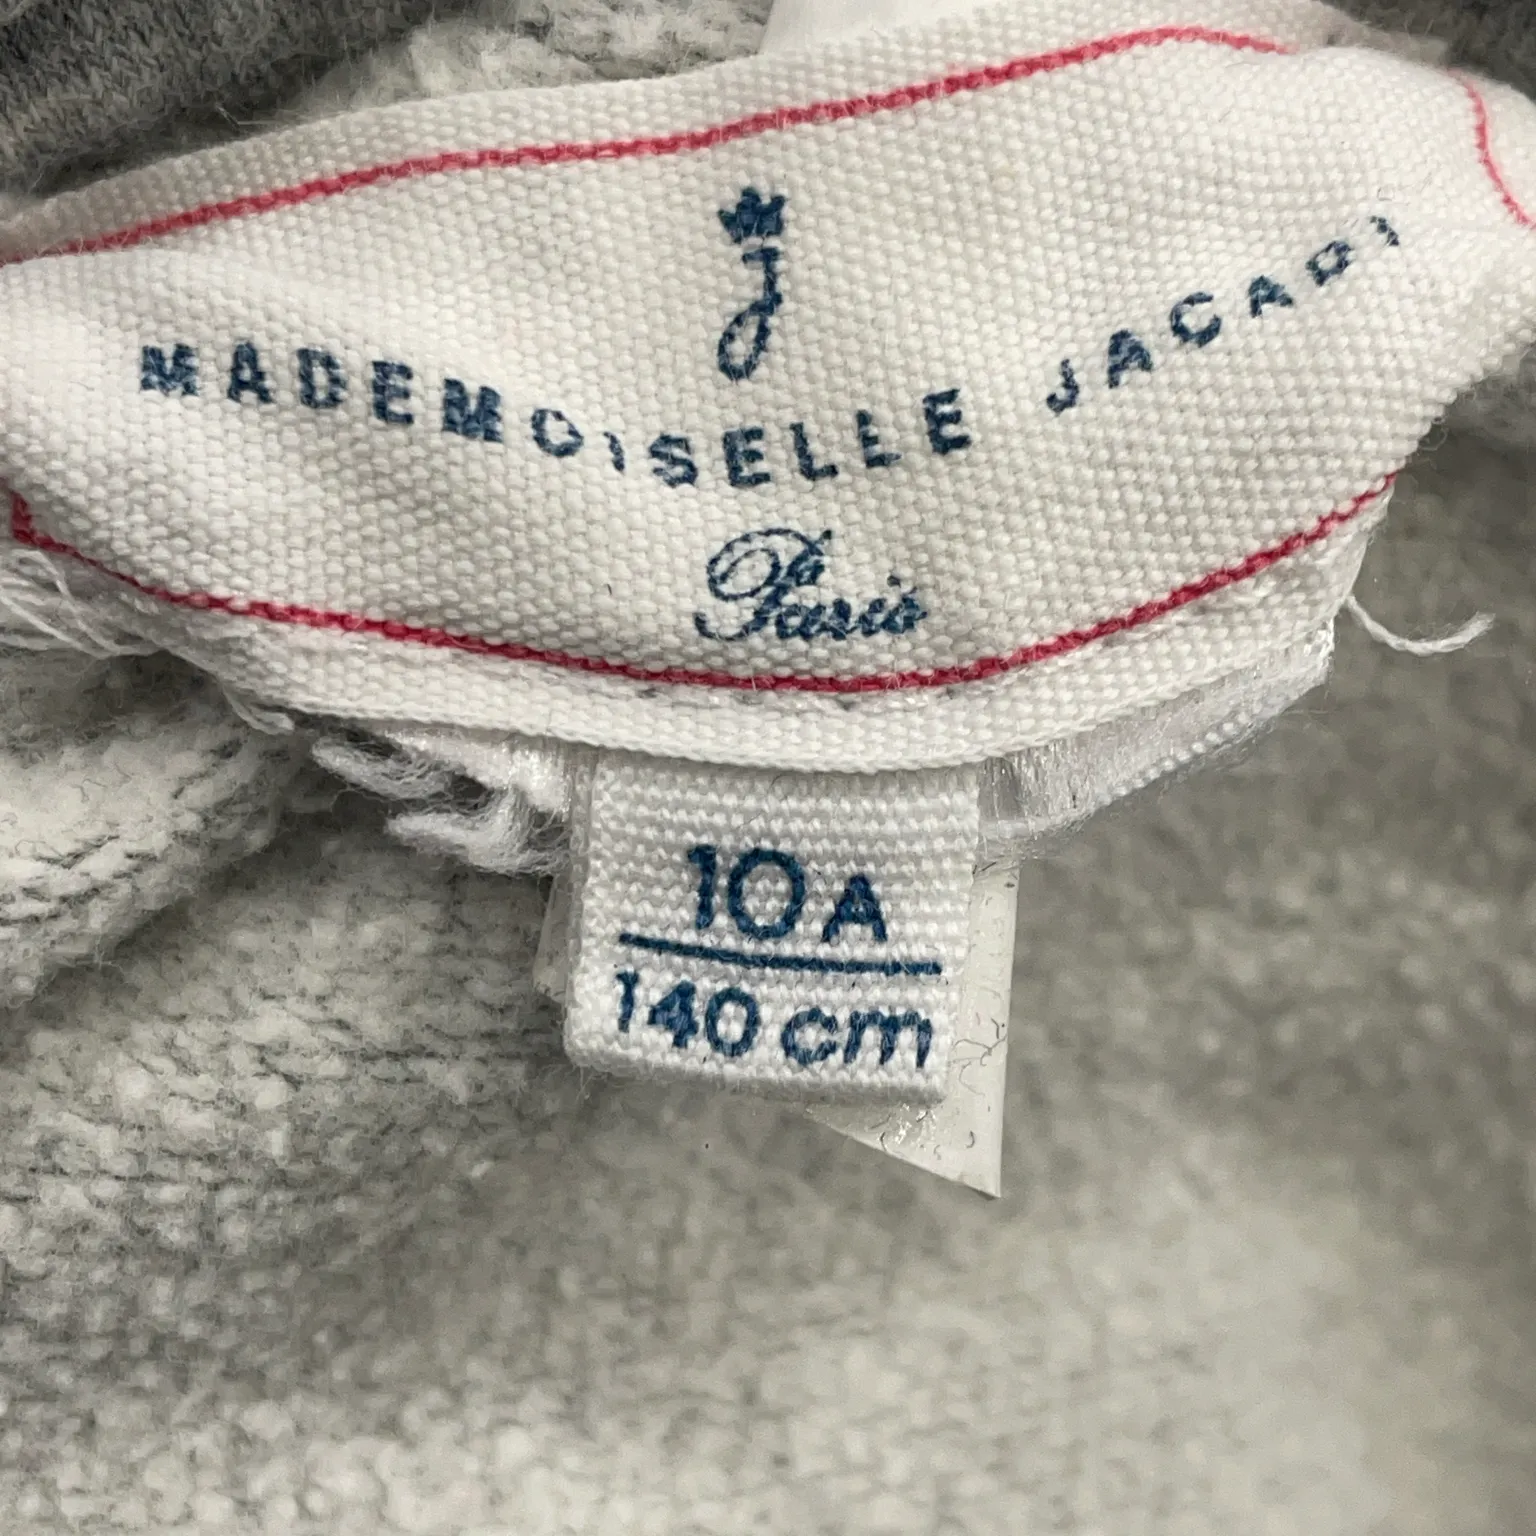 J
MADEMOISELLE JACADI
à
Paris
10A
140 cm